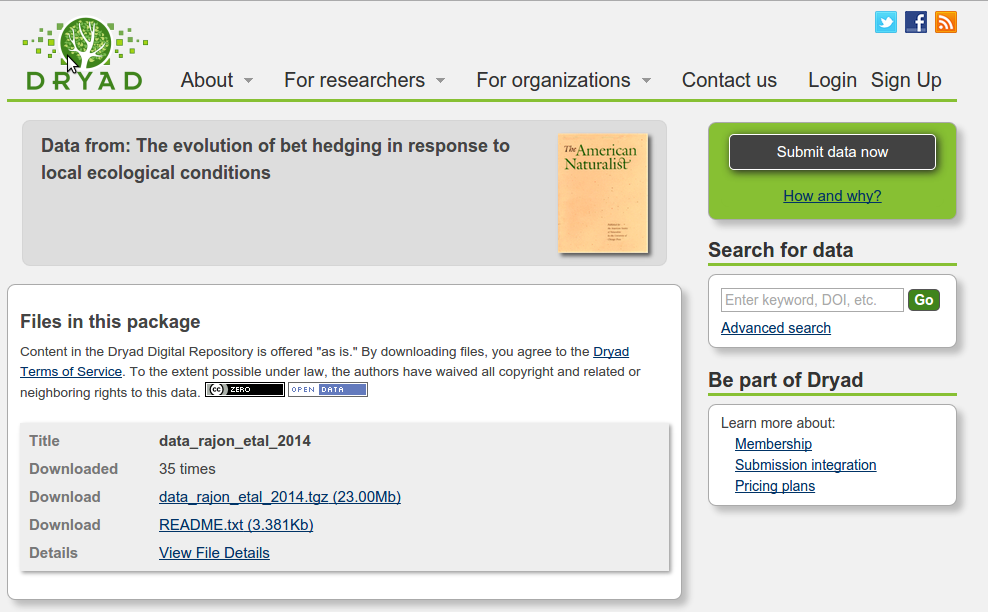 DRYAD
About
For researchers
For organizations
Contact us
Login
Sign Up
Data from: The evolution of bet hedging in response to
local ecological conditions
The American
Naturalist
Submit data now
How and why?
Search for data
Enter keyword, DOI, etc.
Go
Advanced search
Be part of Dryad
Learn more about:
Membership
Submission integration
Pricing plans
Files in this package
Content in the Dryad Digital Repository is offered "as is." By downloading files, you agree to the Dryad
Terms of Service. To the extent possible under law, the authors have waived all copyright and related or
neighboring rights to this data. cc ZERO OPEN DATA
Title data_rajon_etal_2014
Downloaded 35 times
Download data_rajon_etal_2014.tgz (23.00Mb)
Download README.txt (3.381Kb)
Details View File Details